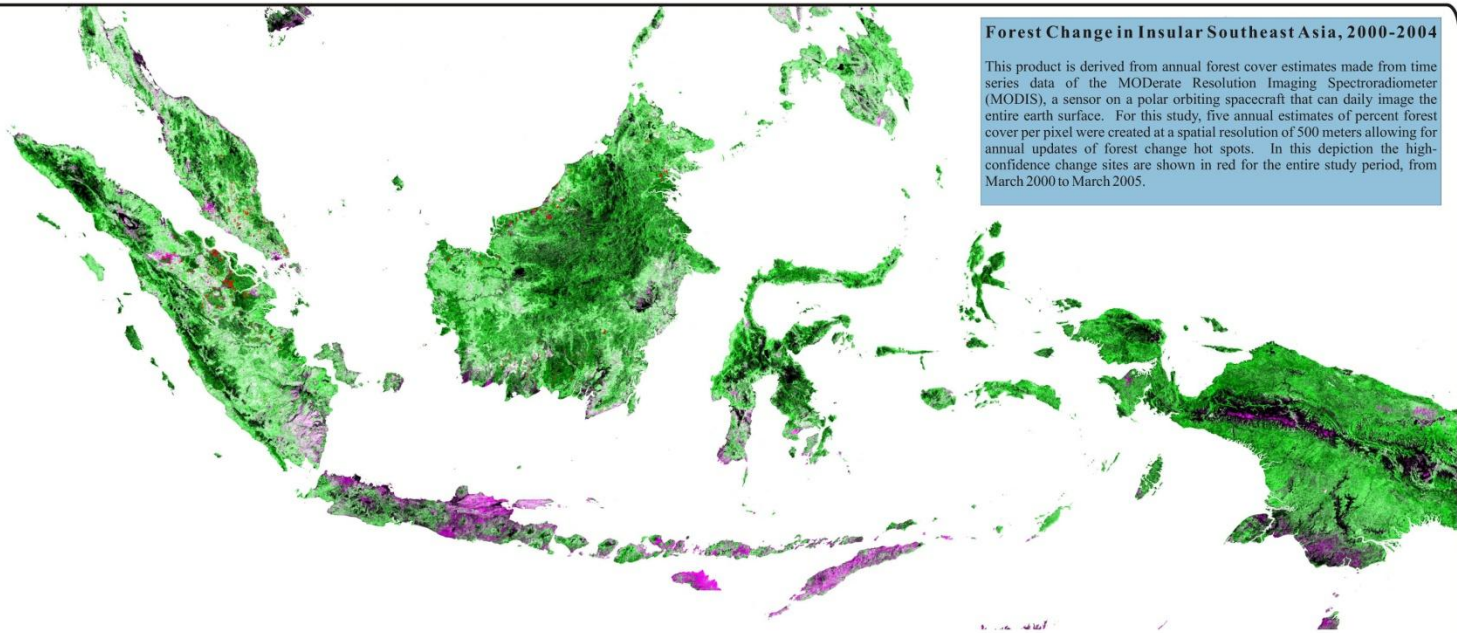 Forest Change in Insular Southeast Asia, 2000-2004
This product is derived from annual forest cover estimates made from time
series data of the MODerate Resolution Imaging Spectroradiometer
(MODIS), a sensor on a polar orbiting spacecraft that can daily image the
entire earth surface. For this study, five annual estimates of percent forest
cover per pixel were created at a spatial resolution of 500 meters allowing for
annual updates of forest change hot spots. In this depiction the high-
confidence change sites are shown in red for the entire study period, from
March 2000 to March 2005.